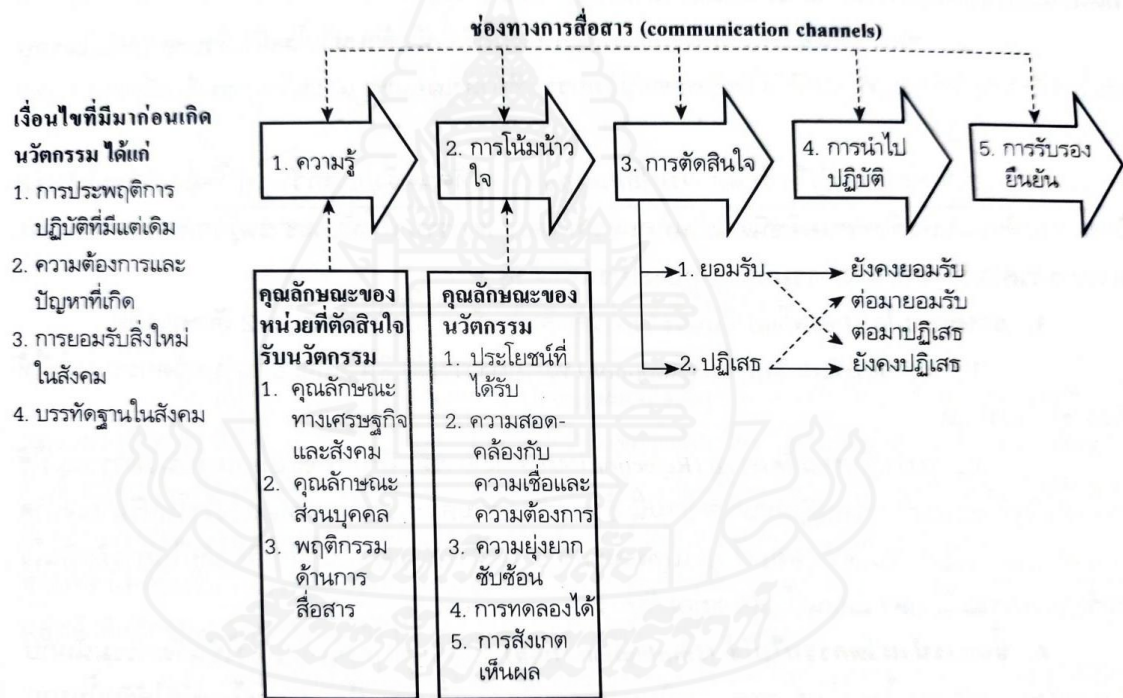 ช่องทางการสื่อสาร (communication channels)
เงื่อนไขที่มีมาก่อนเกิด
นวัตกรรม ได้แก่
1. การประพฤติการ
ปฏิบัติที่มีแต่เดิม
2. ความต้องการและ
ปัญหาที่เกิด
3. การยอมรับสิ่งใหม่
ในสังคม
4. บรรทัดฐานในสังคม
1. ความรู้
2. การโน้มน้าว
ใจ
3. การตัดสินใจ
4. การนำไป
ปฏิบัติ
5. การรับรอง
ยืนยัน
คุณลักษณะของ
หน่วยที่ตัดสินใจ
รับนวัตกรรม
1. คุณลักษณะ
ทางเศรษฐกิจ
และสังคม
2. คุณลักษณะ
ส่วนบุคคล
3. พฤติกรรม
ด้านการ
สื่อสาร
คุณลักษณะของ
นวัตกรรม
1. ประโยชน์ที่
ได้รับ
2. ความสอด-
คล้องกับ
ความเชื่อและ
ความต้องการ
3. ความยุ่งยาก
ซับซ้อน
4. การทดลองได้
5. การสังเกต
เห็นผล
1. ยอมรับ
2. ปฏิเสธ
ยังคงยอมรับ
ต่อมายอมรับ
ต่อมาปฏิเสธ
ยังคงปฏิเสธ